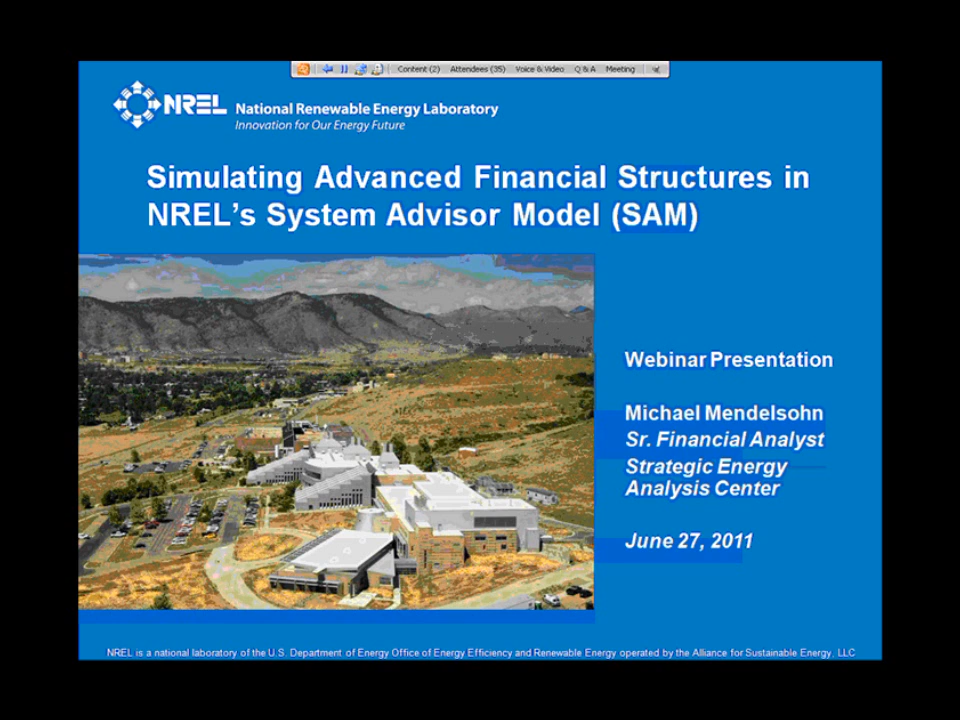 Content (2) Attendees (35) Voice & Video Q & A Meeting
NREL National Renewable Energy Laboratory
Innovation for Our Energy Future
Simulating Advanced Financial Structures in
NREL's System Advisor Model (SAM)
Webinar Presentation
Michael Mendelsohn
Sr. Financial Analyst
Strategic Energy
Analysis Center
June 27, 2011
NREL is a national laboratory of the U.S. Department of Energy Office of Energy Efficiency and Renewable Energy operated by the Alliance for Sustainable Energy, LLC